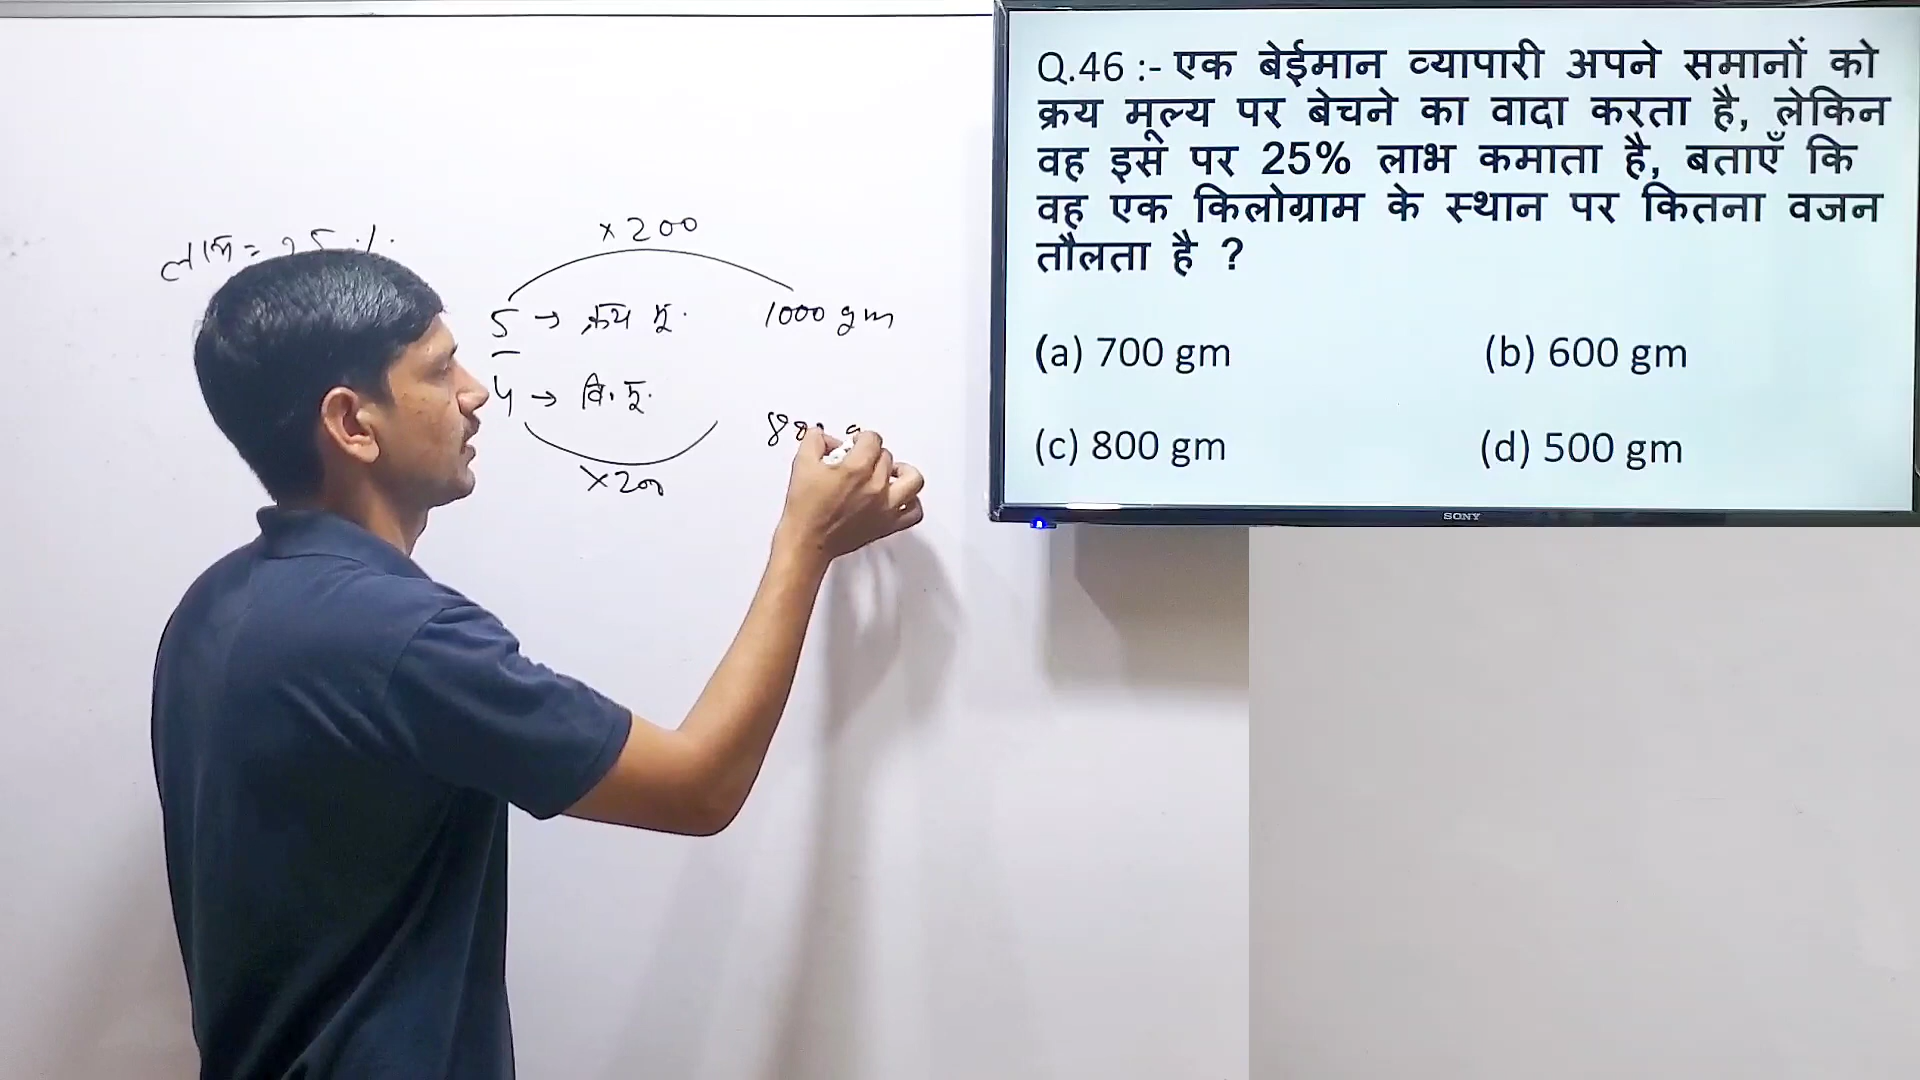 लाभ = 25 %
× 200
5 → क्रय मू. 1000 gm
4 → वि. मू.
× 200
Q.46 :- एक बेईमान व्यापारी अपने समानों को
क्रय मूल्य पर बेचने का वादा करता है, लेकिन
वह इस पर 25% लाभ कमाता है, बताएँ कि
वह एक किलोग्राम के स्थान पर कितना वजन
तौलता है ?
(a) 700 gm (b) 600 gm
(c) 800 gm (d) 500 gm
SONY